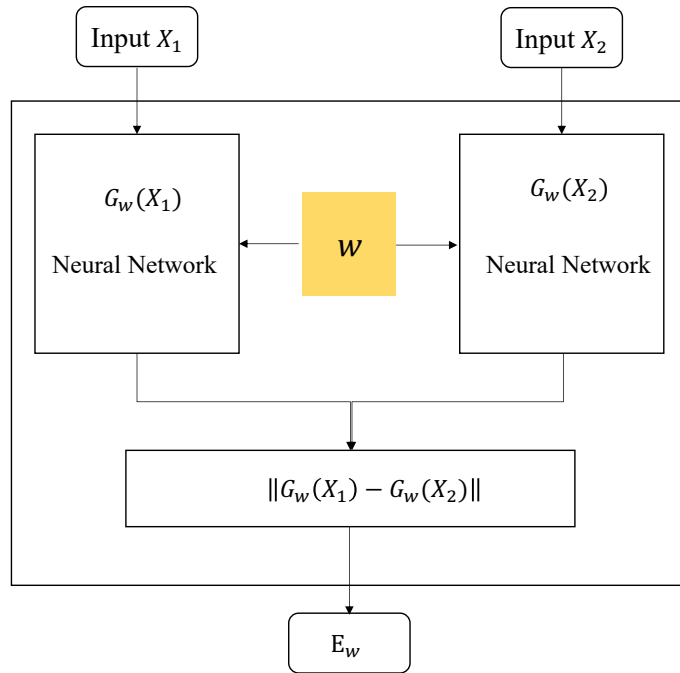 Input X₁
Input X₂
G_w(X₁)
Neural Network
w
G_w(X₂)
Neural Network
‖G_w(X₁) − G_w(X₂)‖
E_w